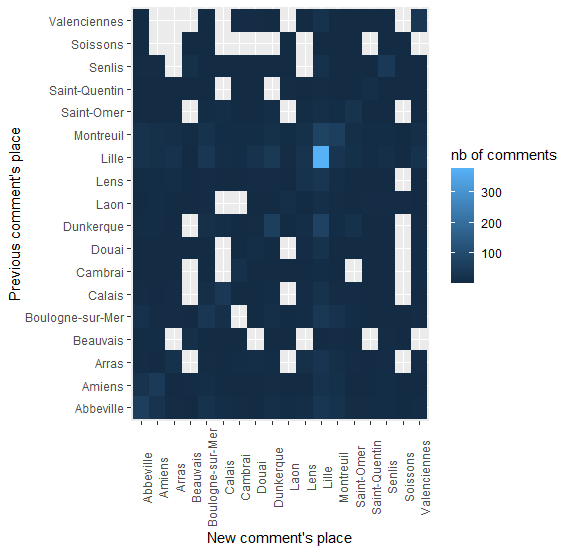 Previous comment's place
Valenciennes
Soissons
Senlis
Saint-Quentin
Saint-Omer
Montreuil
Lille
Lens
Laon
Dunkerque
Douai
Cambrai
Calais
Boulogne-sur-Mer
Beauvais
Arras
Amiens
Abbeville
Abbeville
Amiens
Arras
Beauvais
Boulogne-sur-Mer
Calais
Cambrai
Douai
Dunkerque
Laon
Lens
Lille
Montreuil
Saint-Omer
Saint-Quentin
Senlis
Soissons
Valenciennes
New comment's place
nb of comments
300
200
100